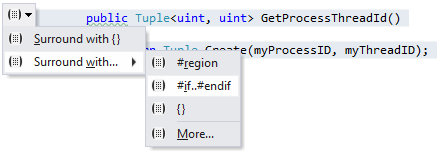 public Tuple<uint, uint> GetProcessThreadId()
Surround with {}
Tuple.Create(myProcessID, myThreadID);
Surround with...
#region
#if..#endif
{}
More...